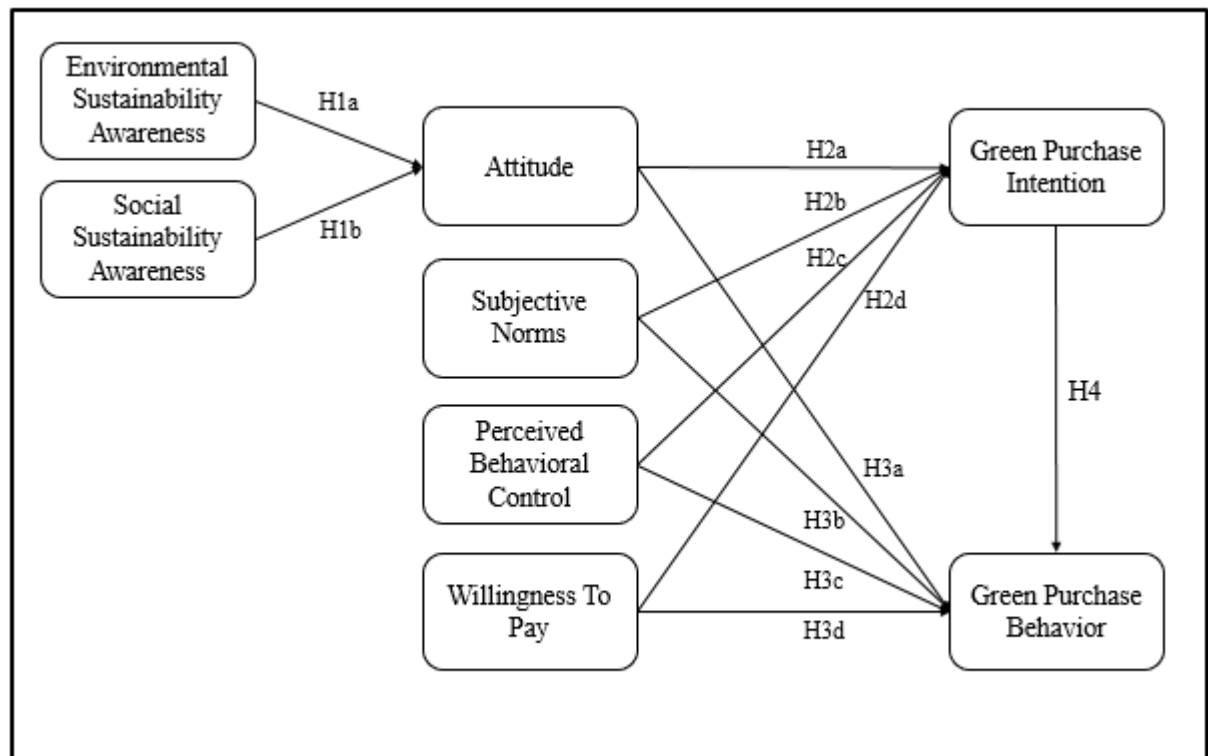 Environmental
Sustainability
Awareness
H1a
Social
Sustainability
Awareness
H1b
Attitude
Subjective
Norms
Perceived
Behavioral
Control
Willingness To
Pay
H2a
H2b
H2c
H2d
H3a
H3b
H3c
H3d
Green Purchase
Intention
H4
Green Purchase
Behavior